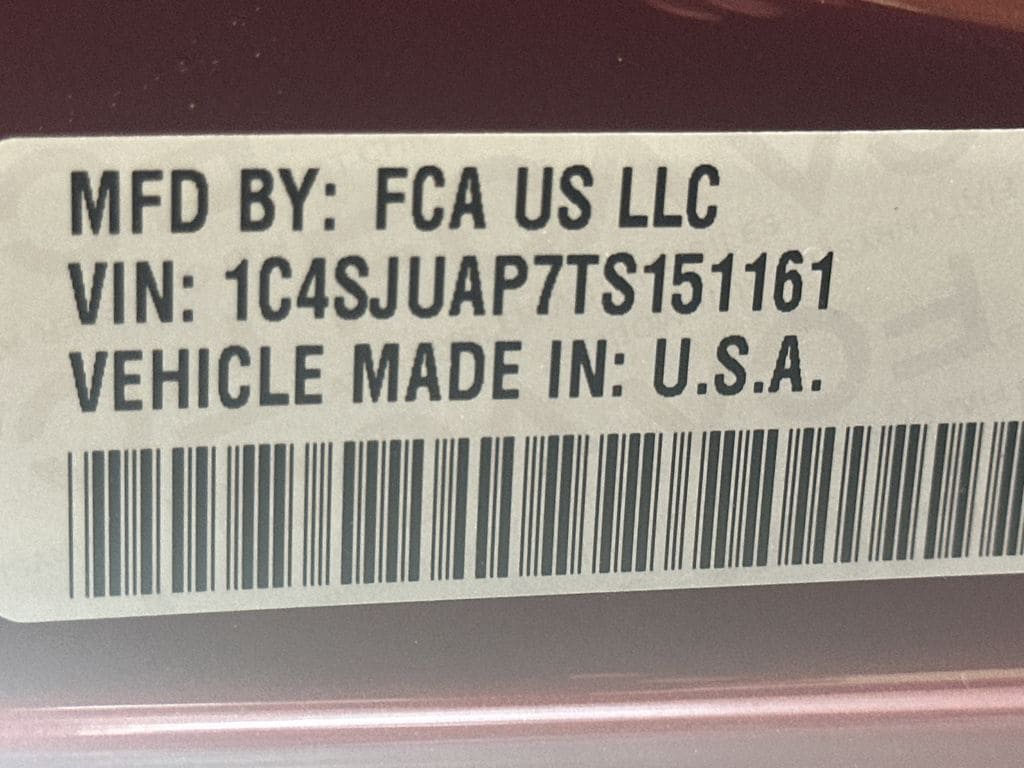 MFD BY: FCA US LLC
VIN: 1C4SJUAP7TS151161
VEHICLE MADE IN: U.S.A.